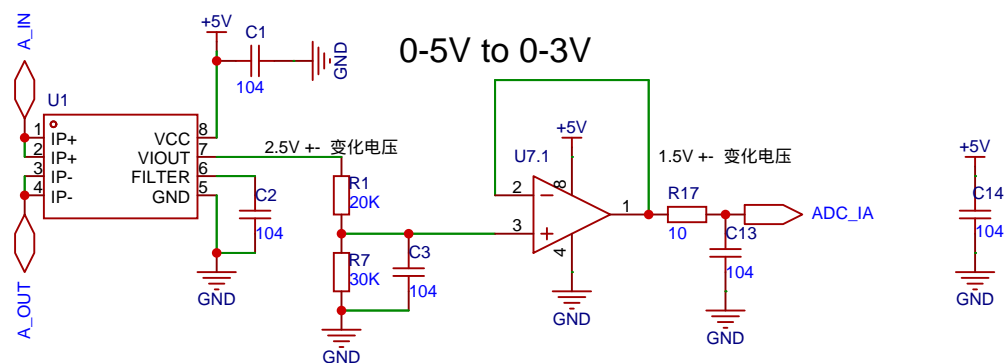 A_IN
+5V
C1
104
GND
0-5V to 0-3V
U1
1
IP+
2
IP+
3
IP-
4
IP-
VCC
8
VIOUT
7
FILTER
6
GND
5
2.5V +- 变化电压
R1
20K
C2
104
R7
30K
C3
104
GND
GND
A_OUT
U7.1
+5V
2
3
8
4
1
GND
1.5V +- 变化电压
R17
10
C13
104
GND
ADC_IA
+5V
C14
104
GND